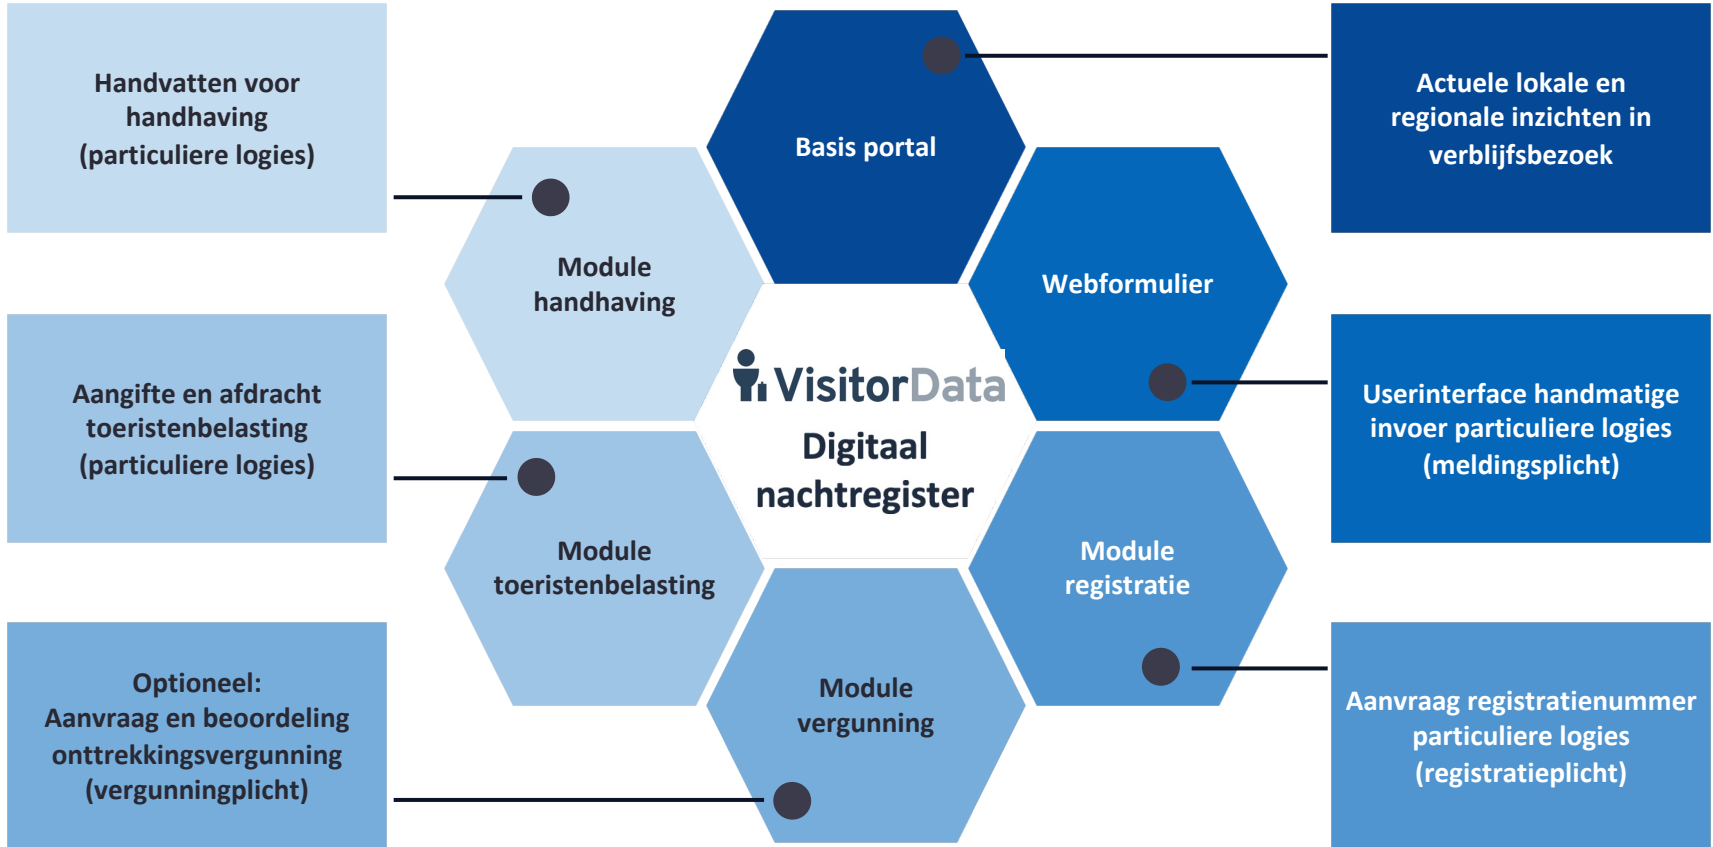 Handvatten voor
handhaving
(particuliere logies)
Basis portal
Actuele lokale en
regionale inzichten in
verblijfsbezoek
Module
handhaving
Webformulier
VisitorData
Digitaal
nachtregister
Aangifte en afdracht
toeristenbelasting
(particuliere logies)
Userinterface handmatige
invoer particuliere logies
(meldingsplicht)
Module
toeristenbelasting
Module
registratie
Optioneel:
Aanvraag en beoordeling
onttrekkingsvergunning
(vergunningplicht)
Module
vergunning
Aanvraag registratienummer
particuliere logies
(registratieplicht)